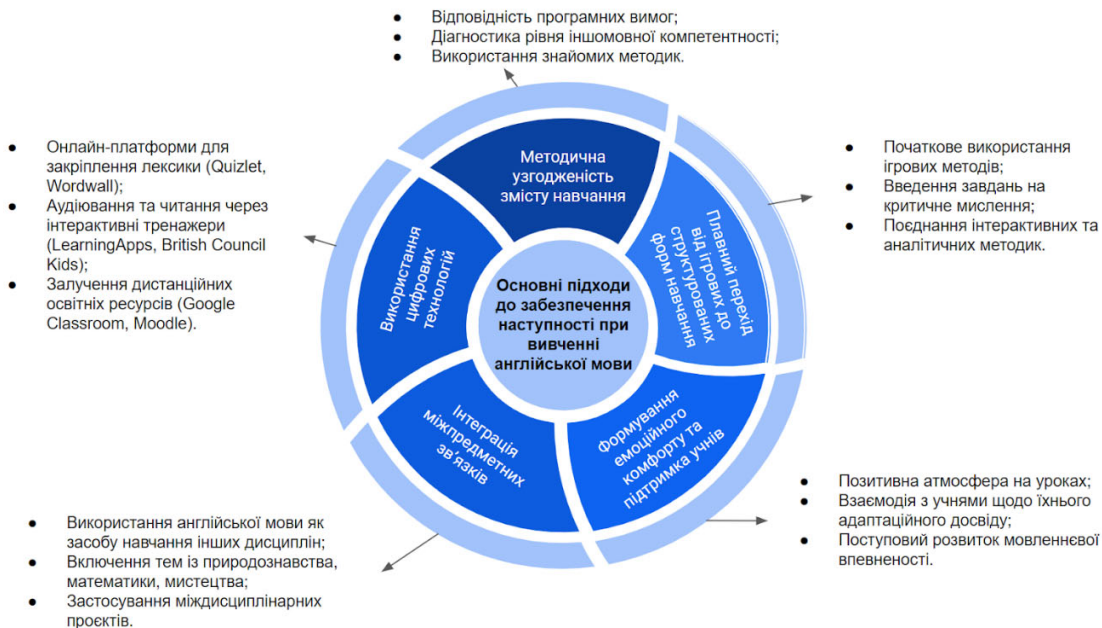 ● Відповідність програмних вимог;
● Діагностика рівня іншомовної компетентності;
● Використання знайомих методик.
● Онлайн-платформи для
закріплення лексики (Quizlet,
Wordwall);
● Аудіювання та читання через
інтерактивні тренажери
(LearningApps, British Council
Kids);
● Залучення дистанційних
освітніх ресурсів (Google
Classroom, Moodle).
Методична
узгодженість
змісту навчання
Плавний перехід
від ігрових до
структурованих
форм навчання
● Початкове використання
ігрових методів;
● Введення завдань на
критичне мислення;
● Поєднання інтерактивних та
аналітичних методик.
Використання
цифрових
технологій
Основні підходи
до забезпечення
наступності при
вивченні
англійської мови
Інтеграція
міжпредметних
зв'язків
Формування
емоційного
комфорту та
підтримка учнів
● Позитивна атмосфера на уроках;
● Взаємодія з учнями щодо їхнього
адаптаційного досвіду;
● Поступовий розвиток мовленнєвої
впевненості.
● Використання англійської мови як
засобу навчання інших дисциплін;
● Включення тем із природознавства,
математики, мистецтва;
● Застосування міждисциплінарних
проєктів.